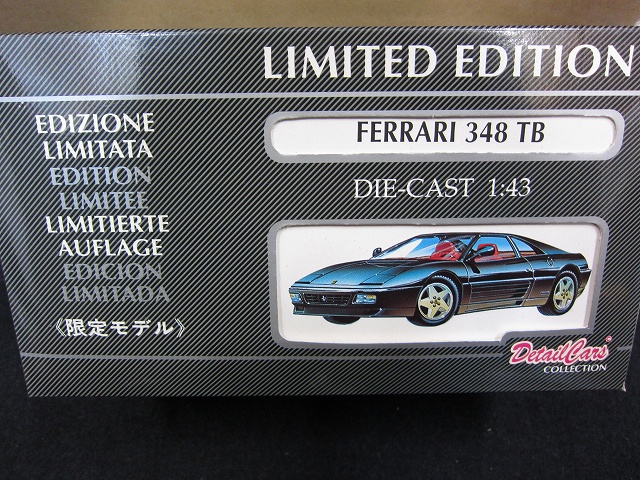 LIMITED EDITION
EDIZIONE
LIMITATA
EDITION
LIMITEE
LIMITIERTE
AUFLAGE
EDICION
LIMITADA
《限定モデル》
FERRARI 348 TB
DIE-CAST 1:43
DetailCars
COLLECTION